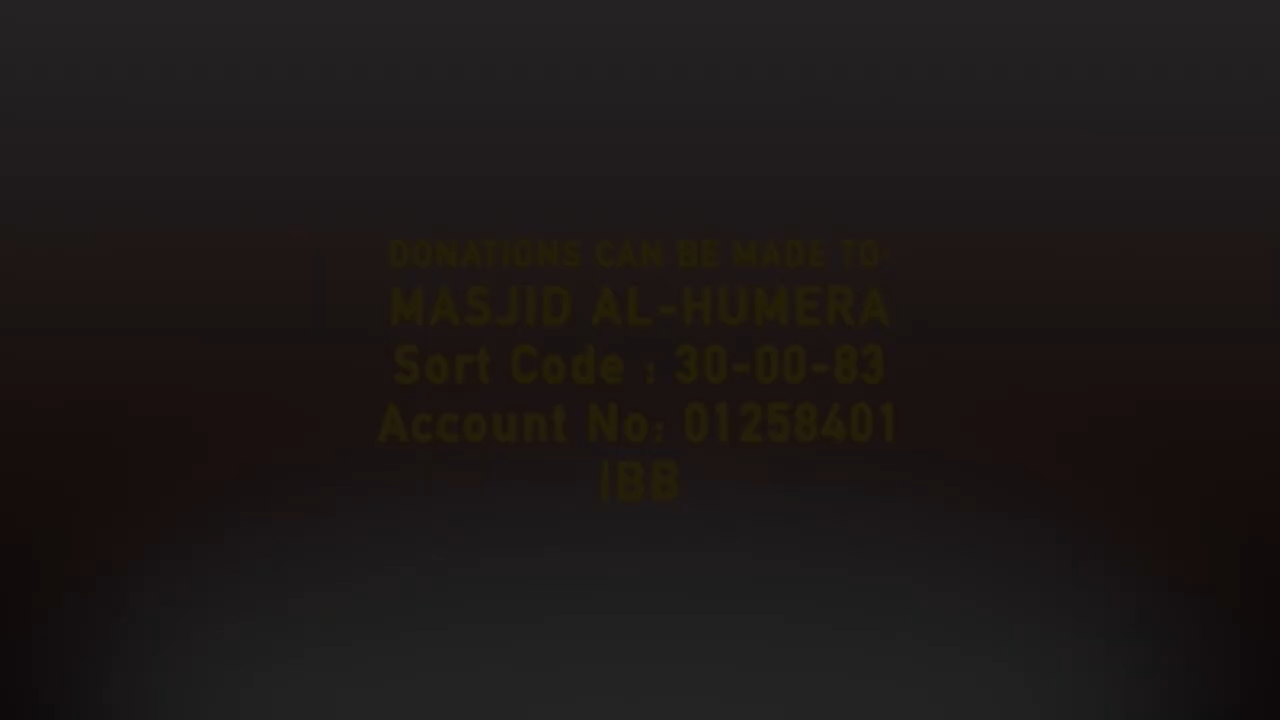 DONATIONS CAN BE MADE TO:
MASJID AL-HUMERA
Sort Code : 30-00-83
Account No: 01258401
IBB